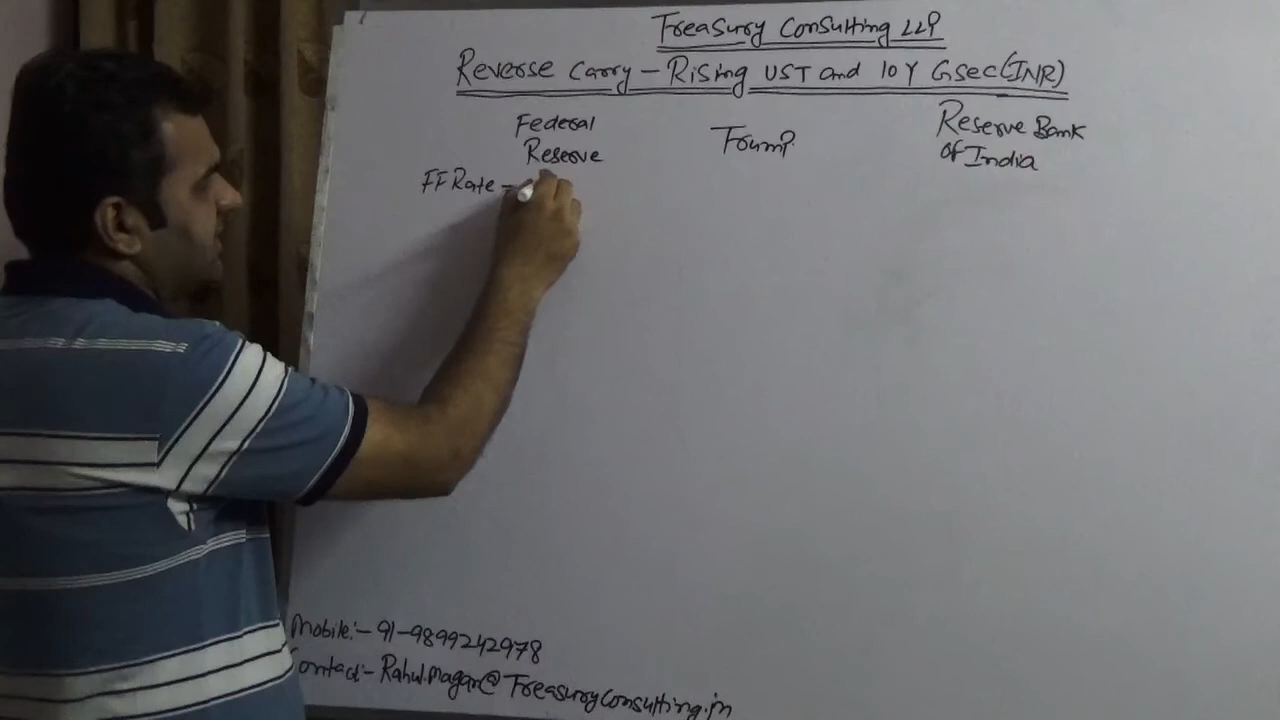 Treasury Consulting LLP
Reverse Carry - Rising UST and 10Y Gsec (INR)
Federal
Reserve
Trump
Reserve Bank
of India
FF Rate -
Mobile:- 91-9899242978
Contact:- Rahul.Magan@Treasuryconsulting.in